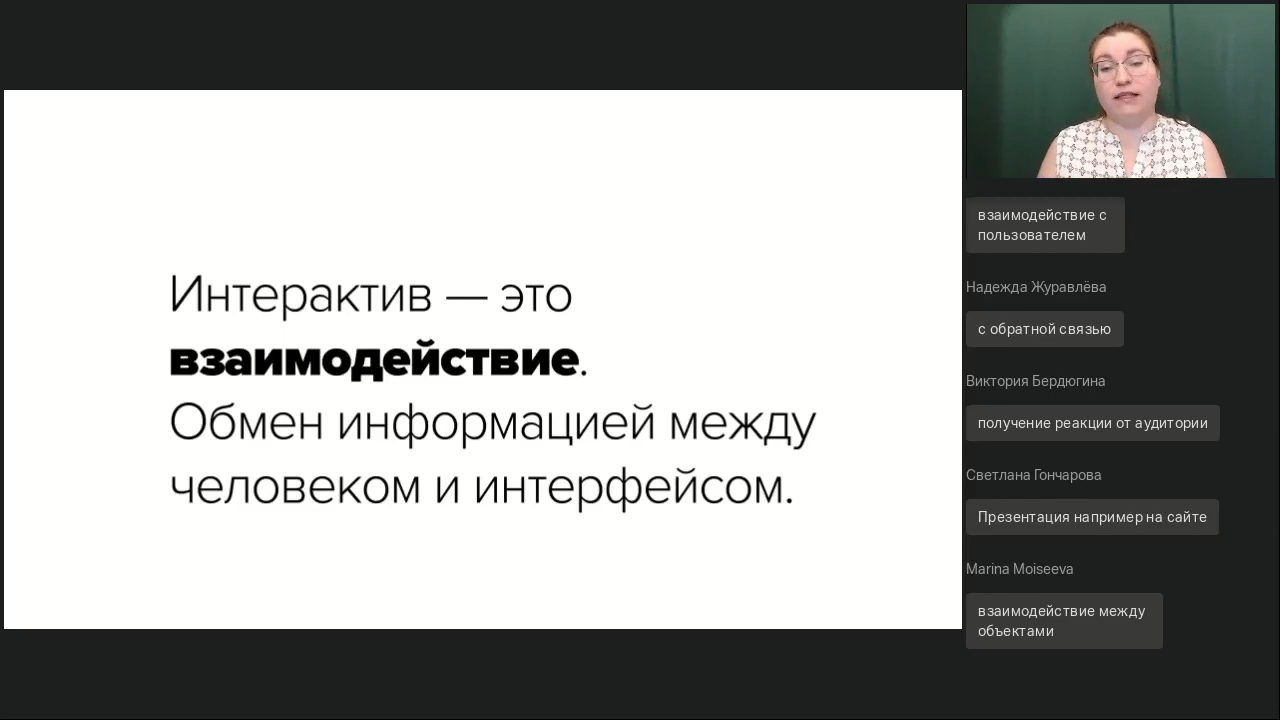 Интерактив — это
взаимодействие.
Обмен информацией между
человеком и интерфейсом.
взаимодействие с
пользователем
Надежда Журавлёва
с обратной связью
Виктория Бердюгина
получение реакции от аудитории
Светлана Гончарова
Презентация например на сайте
Marina Moiseeva
взаимодействие между
объектами